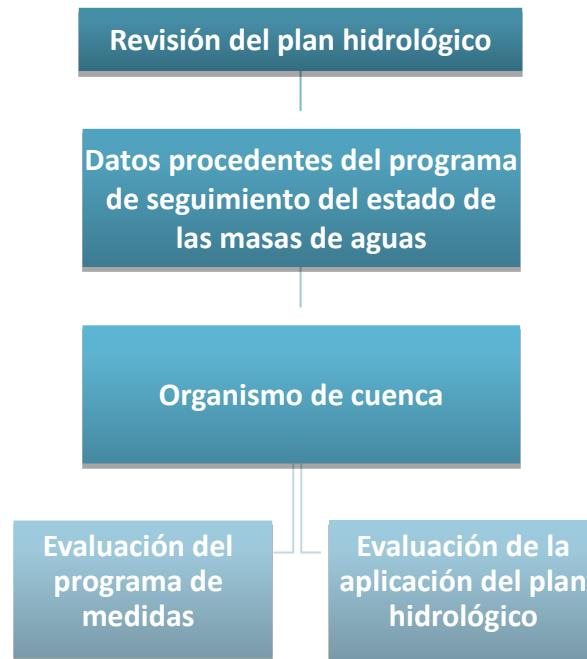 Revisión del plan hidrológico
Datos procedentes del programa
de seguimiento del estado de
las masas de aguas
Organismo de cuenca
Evaluación del
programa de
medidas
Evaluación de la
aplicación del plan
hidrológico